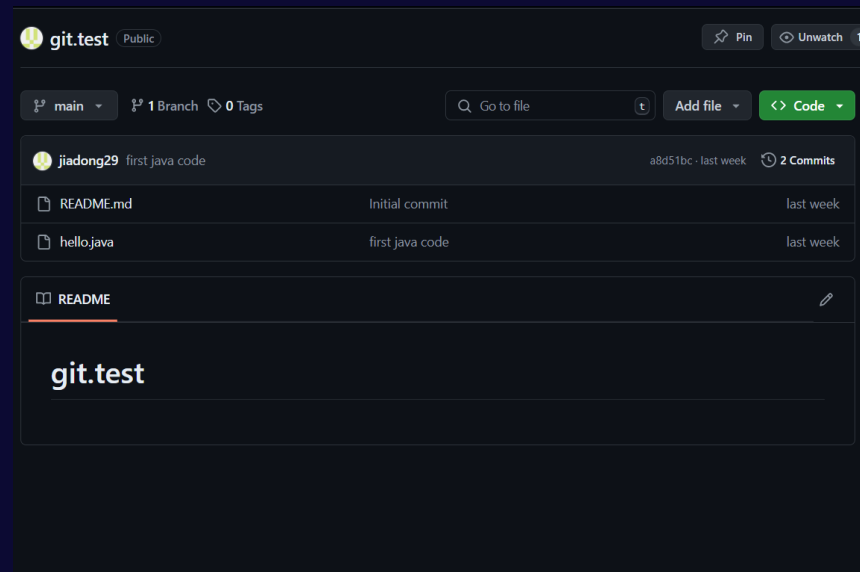 git.test Public Pin Unwatch 1
main 1 Branch 0 Tags Go to file t Add file Code
jiadong29 first java code a8d51bc · last week 2 Commits
README.md Initial commit last week
hello.java first java code last week
README
git.test